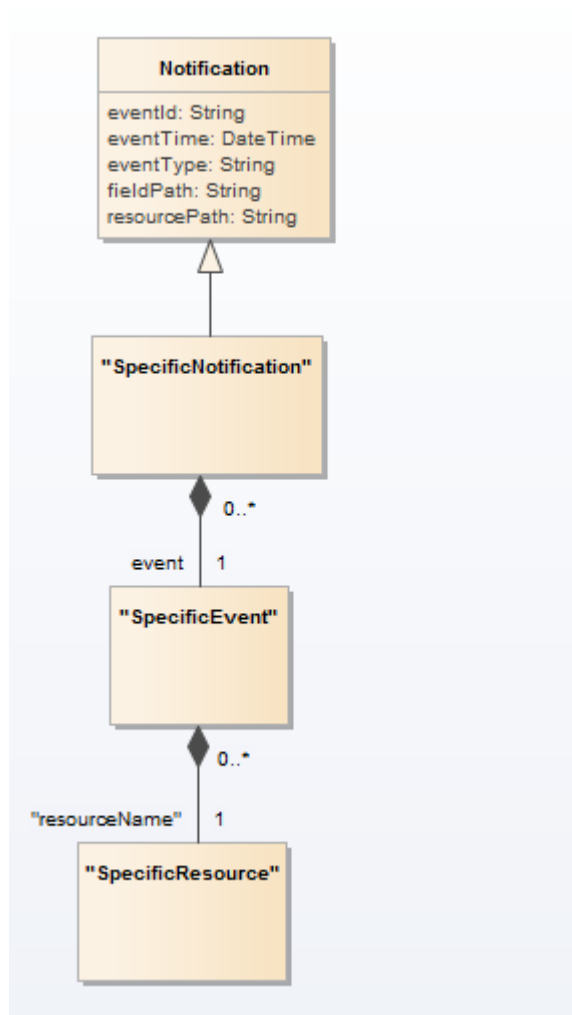 Notification
eventId: String
eventTime: DateTime
eventType: String
fieldPath: String
resourcePath: String
"SpecificNotification"
0..*
event 1
"SpecificEvent"
0..*
"resourceName" 1
"SpecificResource"